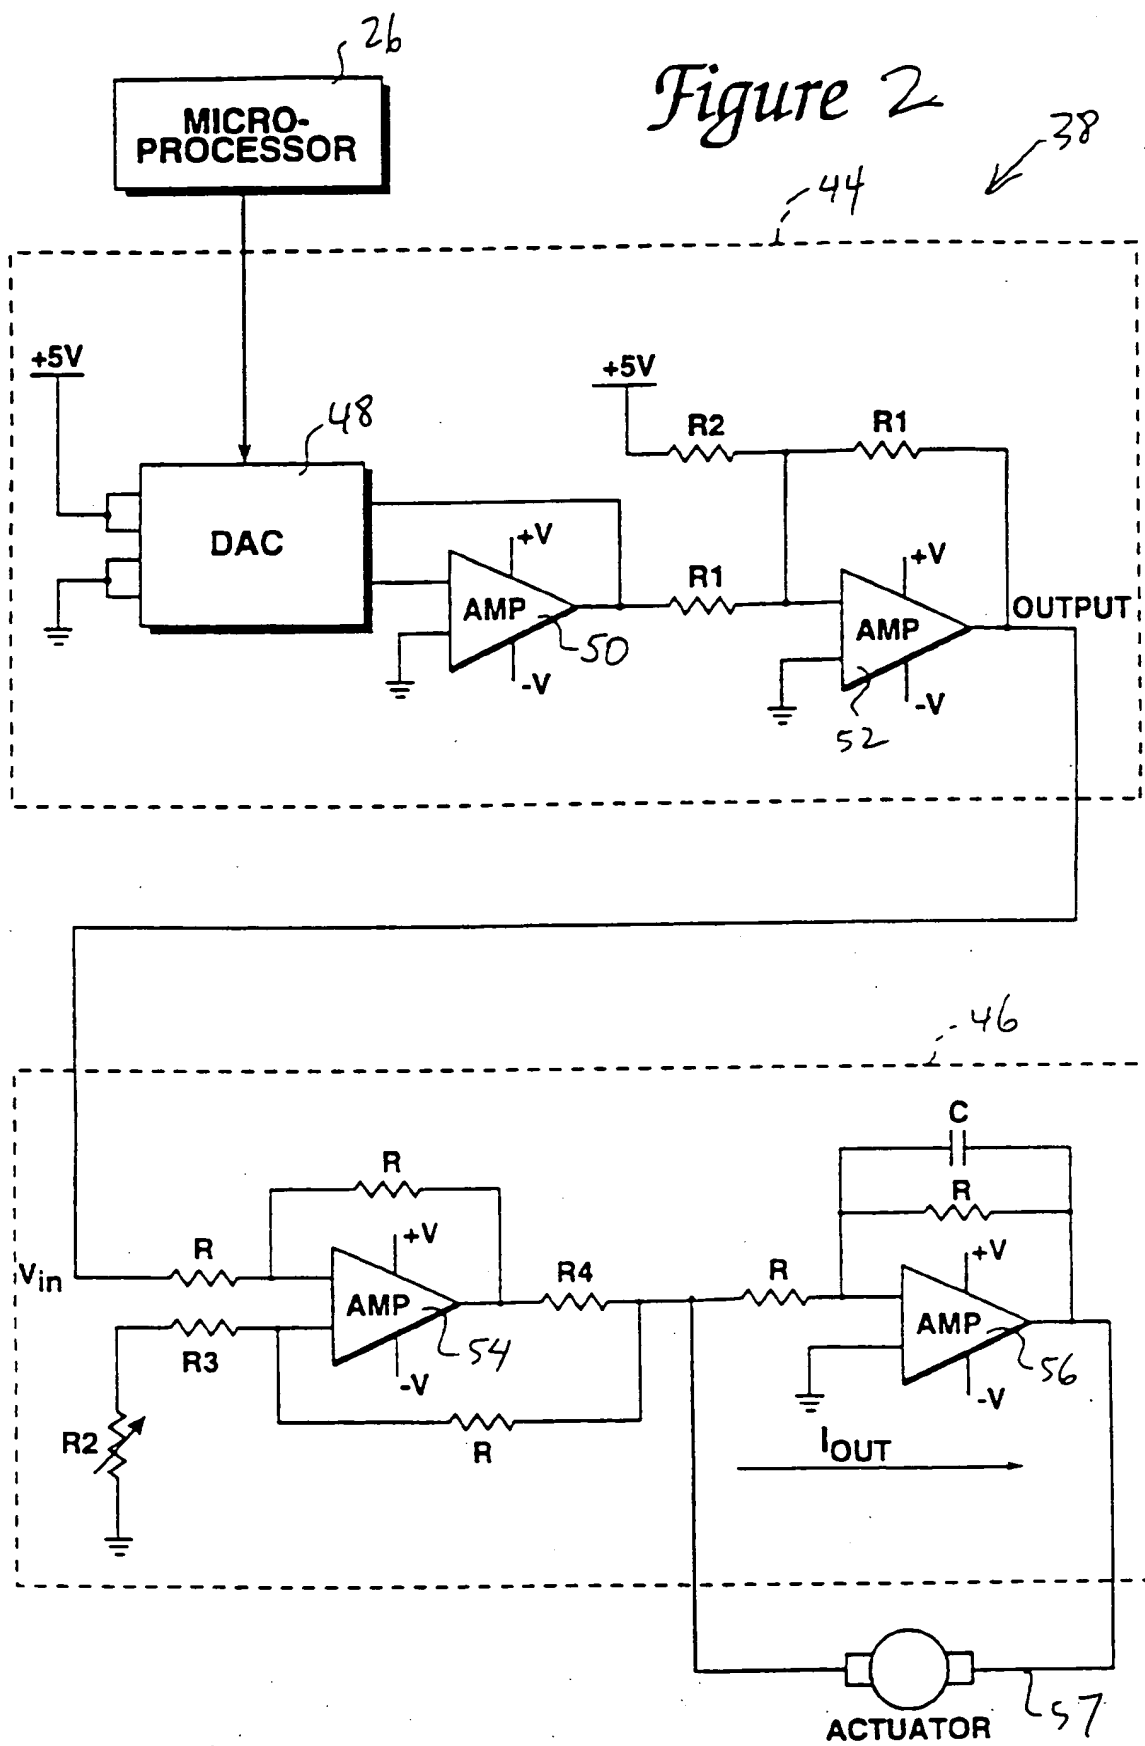 26
Figure 2
MICRO-
PROCESSOR
38
44
+5V
+5V
R2
R1
48
DAC
+V
+V
AMP
R1
AMP
OUTPUT
50
-V
-V
52
46
C
R
R
+V
+V
Vin
R
R4
R
AMP
AMP
R3
54
56
-V
-V
R2
R
IOUT
57
ACTUATOR